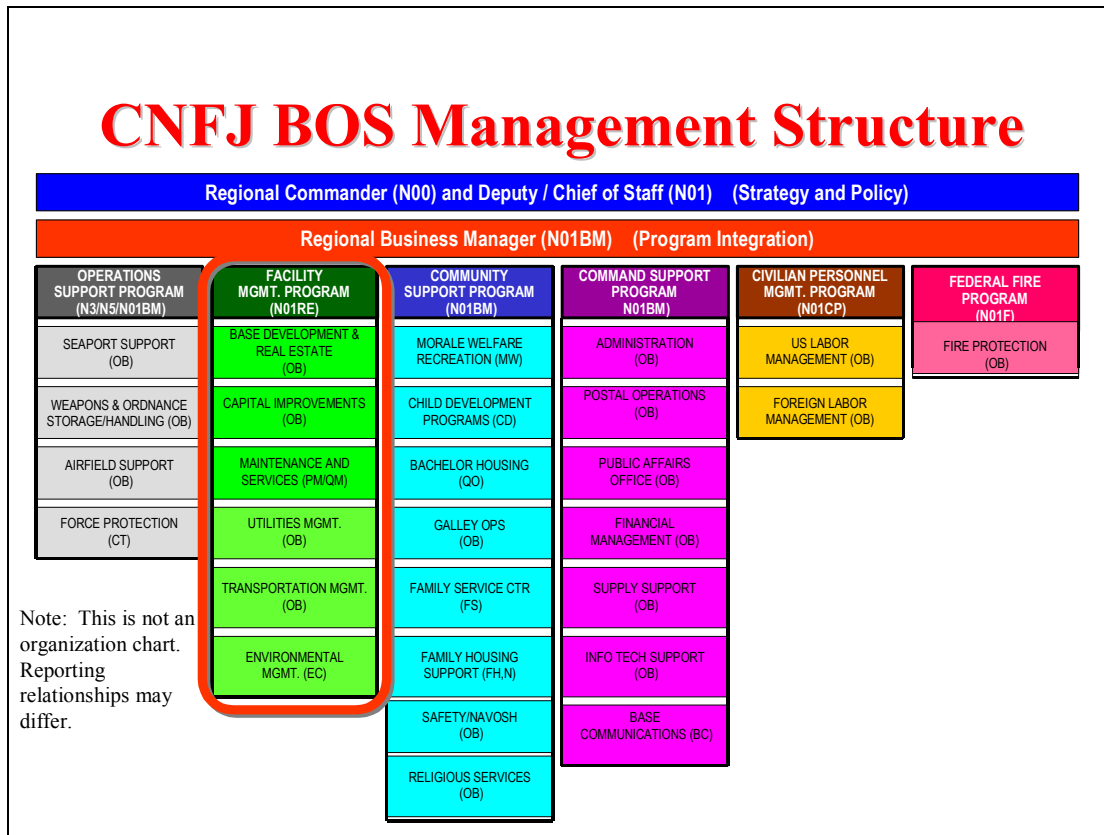 CNFJ BOS Management Structure
Regional Commander (N00) and Deputy / Chief of Staff (N01) (Strategy and Policy)
Regional Business Manager (N01BM) (Program Integration)
OPERATIONS
SUPPORT PROGRAM
(N3/N5/N01BM)
SEAPORT SUPPORT
(OB)
WEAPONS & ORDNANCE
STORAGE/HANDLING (OB)
AIRFIELD SUPPORT
(OB)
FORCE PROTECTION
(CT)
FACILITY
MGMT. PROGRAM
(N01RE)
BASE DEVELOPMENT &
REAL ESTATE
(OB)
CAPITAL IMPROVEMENTS
(OB)
MAINTENANCE AND
SERVICES (PM/QM)
UTILITIES MGMT.
(OB)
TRANSPORTATION MGMT.
(OB)
ENVIRONMENTAL
MGMT. (EC)
COMMUNITY
SUPPORT PROGRAM
(N01BM)
MORALE WELFARE
RECREATION (MW)
CHILD DEVELOPMENT
PROGRAMS (CD)
BACHELOR HOUSING
(QO)
GALLEY OPS
(OB)
FAMILY SERVICE CTR
(FS)
FAMILY HOUSING
SUPPORT (FH,N)
SAFETY/NAVOSH
(OB)
RELIGIOUS SERVICES
(OB)
COMMAND SUPPORT
PROGRAM
N01BM)
ADMINISTRATION
(OB)
POSTAL OPERATIONS
(OB)
PUBLIC AFFAIRS
OFFICE (OB)
FINANCIAL
MANAGEMENT (OB)
SUPPLY SUPPORT
(OB)
INFO TECH SUPPORT
(OB)
BASE
COMMUNICATIONS (BC)
CIVILIAN PERSONNEL
MGMT. PROGRAM
(N01CP)
US LABOR
MANAGEMENT (OB)
FOREIGN LABOR
MANAGEMENT (OB)
FEDERAL FIRE
PROGRAM
(N01F)
FIRE PROTECTION
(OB)
Note: This is not an
organization chart.
Reporting
relationships may
differ.